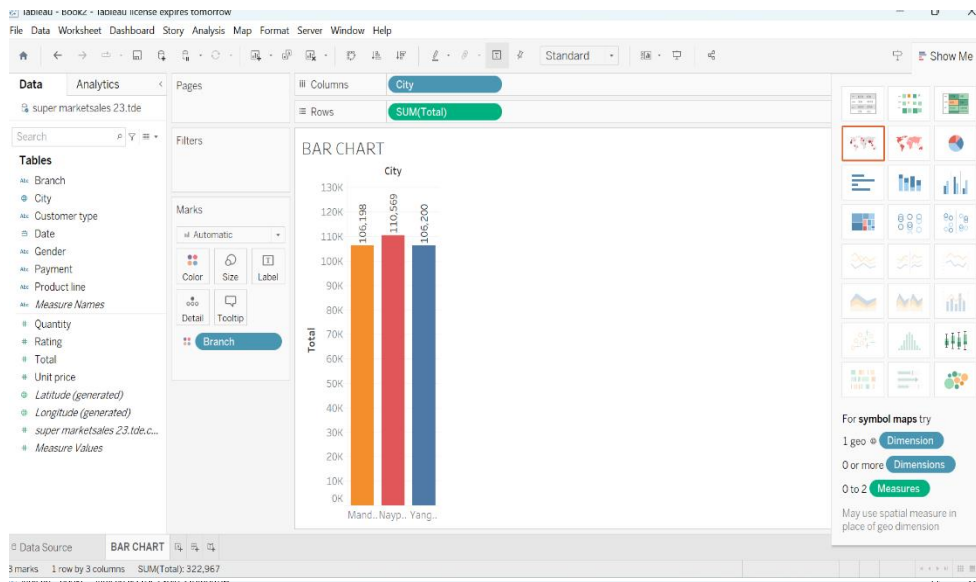 Tableau - Book2 - Tableau license expires tomorrow
File Data Worksheet Dashboard Story Analysis Map Format Server Window Help
Standard
Show Me
Data
Analytics
Pages
iii Columns
City
super marketsales 23.tde
Rows
SUM(Total)
Search
Filters
Tables
Abc Branch
City
Abc Customer type
Date
Abc Gender
Abc Payment
Abc Product line
Abc Measure Names
# Quantity
# Rating
# Total
# Unit price
Latitude (generated)
Longitude (generated)
# super marketsales 23.tde.c...
# Measure Values
Marks
Automatic
Color
Size
Label
Detail
Tooltip
Branch
BAR CHART
City
130K
120K
110K
100K
90K
80K
70K
60K
50K
40K
30K
20K
10K
0K
Total
106,198
110,569
106,200
Mand.. Nayp.. Yang..
For symbol maps try
1 geo Dimension
0 or more Dimensions
0 to 2 Measures
May use spatial measure in
place of geo dimension
Data Source
BAR CHART
3 marks 1 row by 3 columns SUM(Total): 322,967